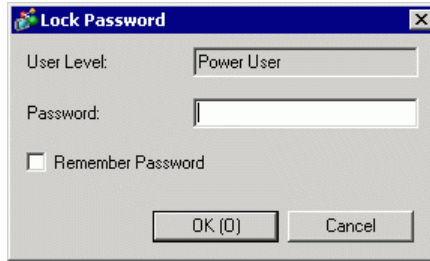 Lock Password
User Level: Power User
Password:
Remember Password
OK (O) Cancel